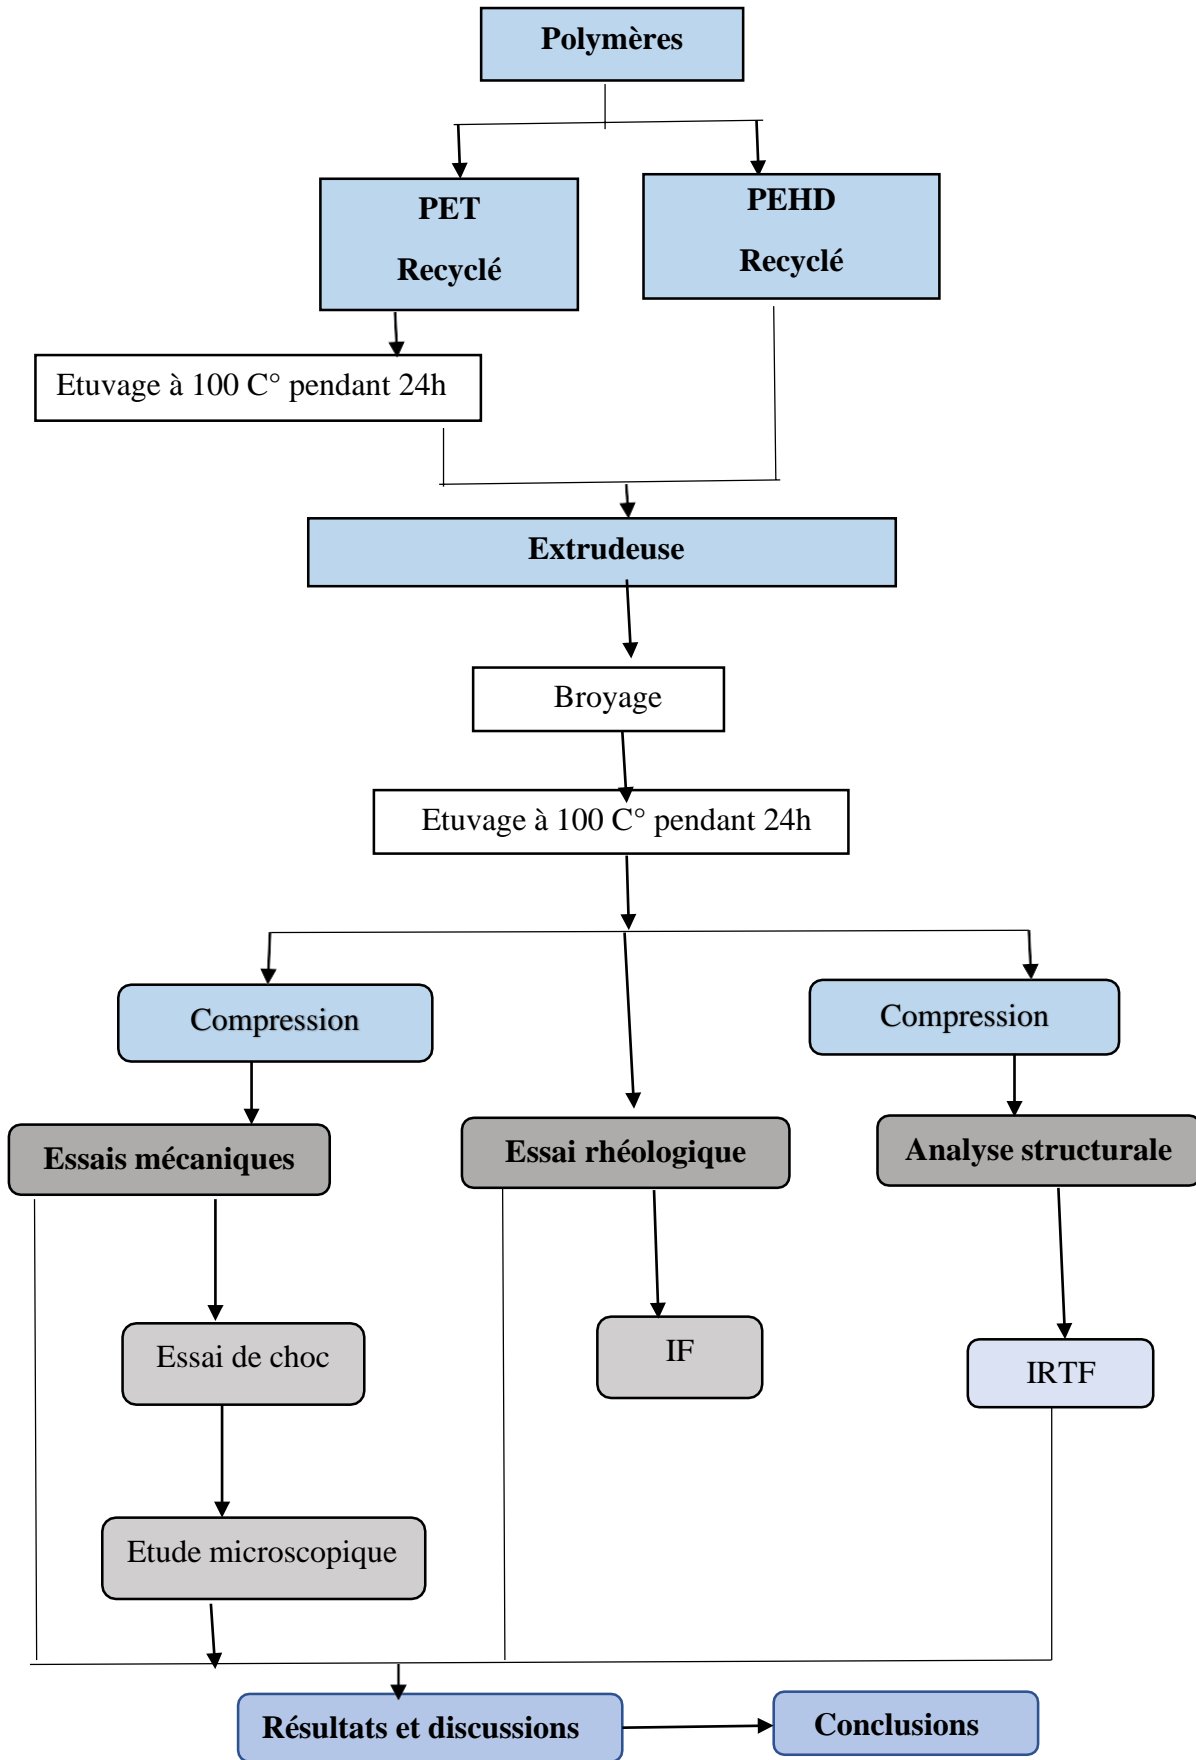 Polymères
PET
Recyclé
PEHD
Recyclé
Etuvage à 100 C° pendant 24h
Extrudeuse
Broyage
Etuvage à 100 C° pendant 24h
Compression
Compression
Essais mécaniques
Essai rhéologique
Analyse structurale
Essai de choc
IF
IRTF
Etude microscopique
Résultats et discussions
Conclusions